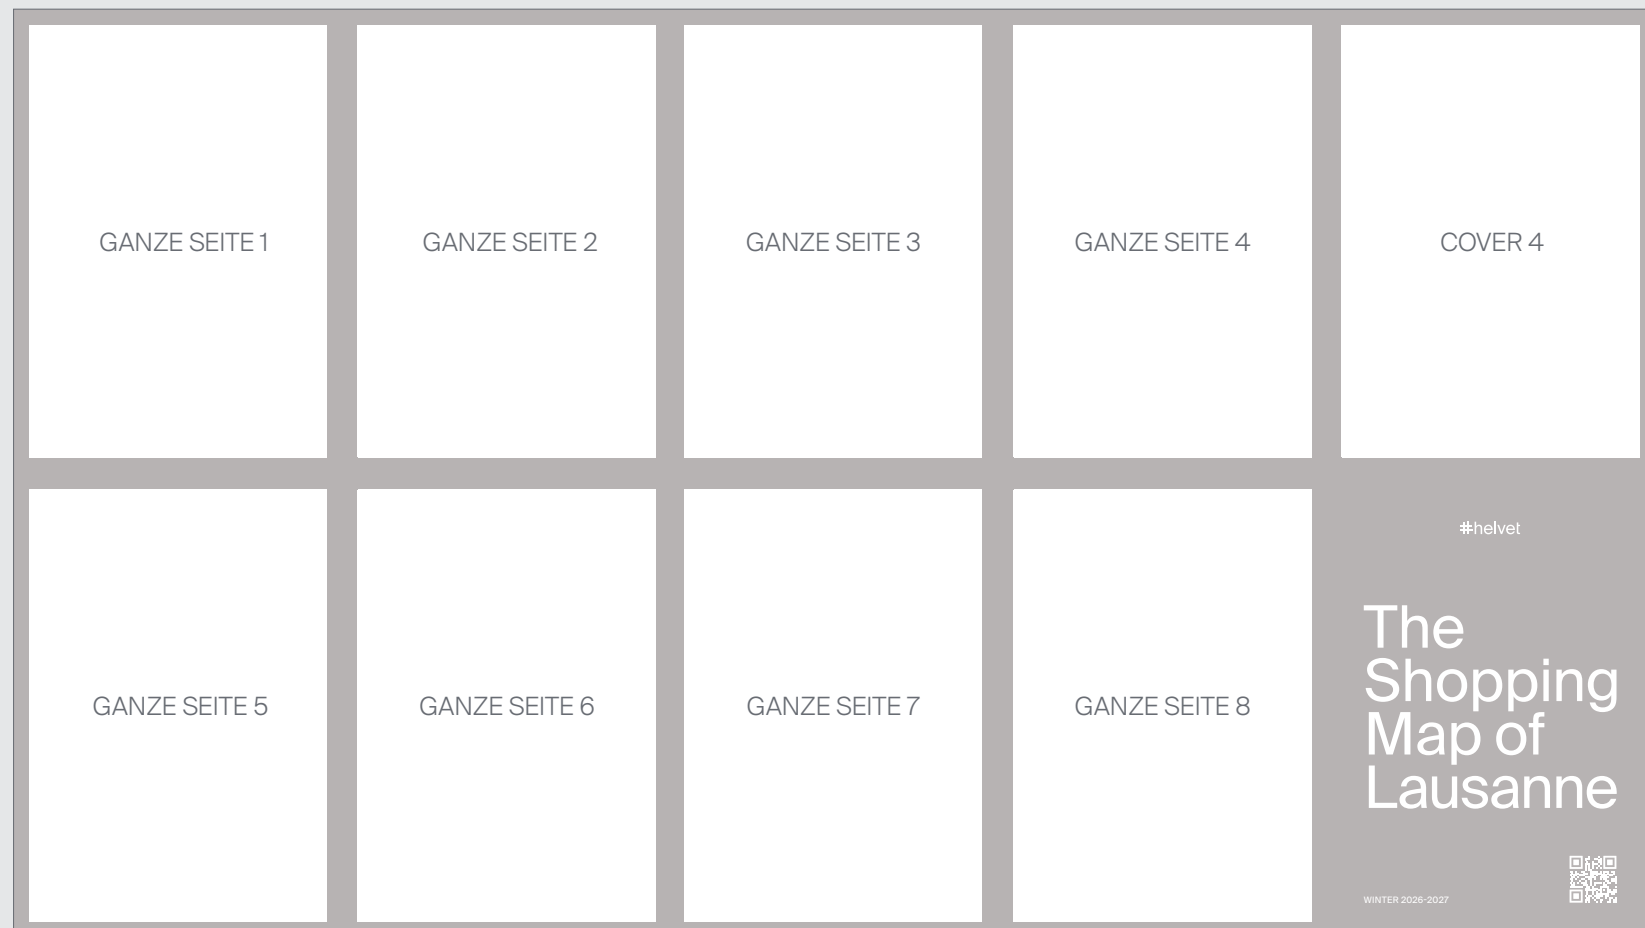 GANZE SEITE 1
GANZE SEITE 2
GANZE SEITE 3
GANZE SEITE 4
COVER 4
GANZE SEITE 5
GANZE SEITE 6
GANZE SEITE 7
GANZE SEITE 8
#helvet
The
Shopping
Map of
Lausanne
WINTER 2026-2027